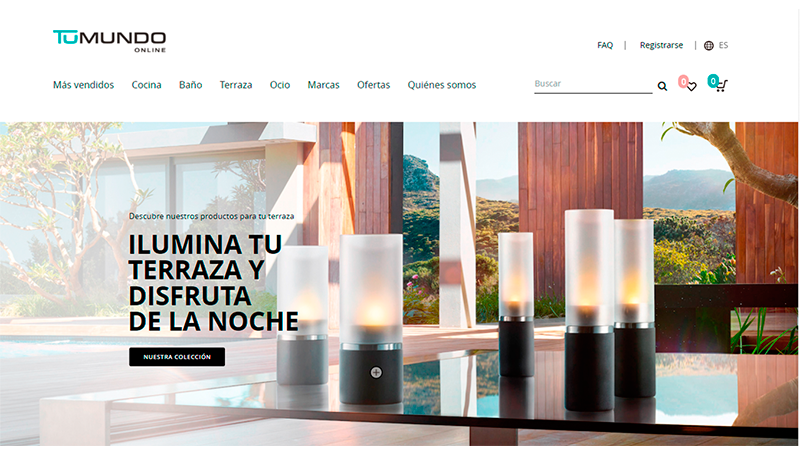 TUMUNDO
ONLINE
FAQ | Registrarse | ES
Más vendidos Cocina Baño Terraza Ocio Marcas Ofertas Quiénes somos
Buscar
0
0
Descubre nuestros productos para tu terraza
ILUMINA TU
TERRAZA Y
DISFRUTA
DE LA NOCHE
NUESTRA COLECCIÓN